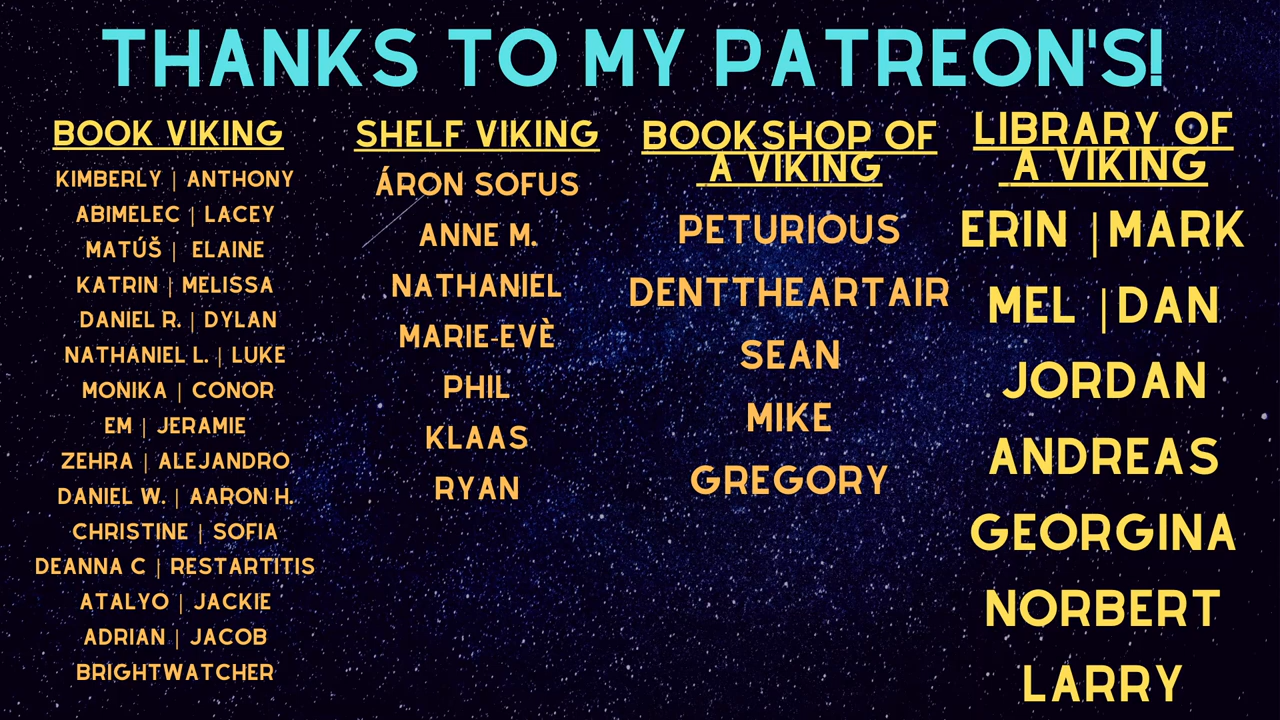 THANKS TO MY PATREON'S!
BOOK VIKING
KIMBERLY | ANTHONY
ABIMELEC | LACEY
MATÚŠ | ELAINE
KATRIN | MELISSA
DANIEL R. | DYLAN
NATHANIEL L. | LUKE
MONIKA | CONOR
EM | JERAMIE
ZEHRA | ALEJANDRO
DANIEL W. | AARON H.
CHRISTINE | SOFIA
DEANNA C | RESTARTITIS
ATALYO | JACKIE
ADRIAN | JACOB
BRIGHTWATCHER
SHELF VIKING
ÁRON SOFUS
ANNE M.
NATHANIEL
MARIE-EVÈ
PHIL
KLAAS
RYAN
BOOKSHOP OF
A VIKING
PETURIOUS
DENTTHEARTAIR
SEAN
MIKE
GREGORY
LIBRARY OF
A VIKING
ERIN |MARK
MEL |DAN
JORDAN
ANDREAS
GEORGINA
NORBERT
LARRY